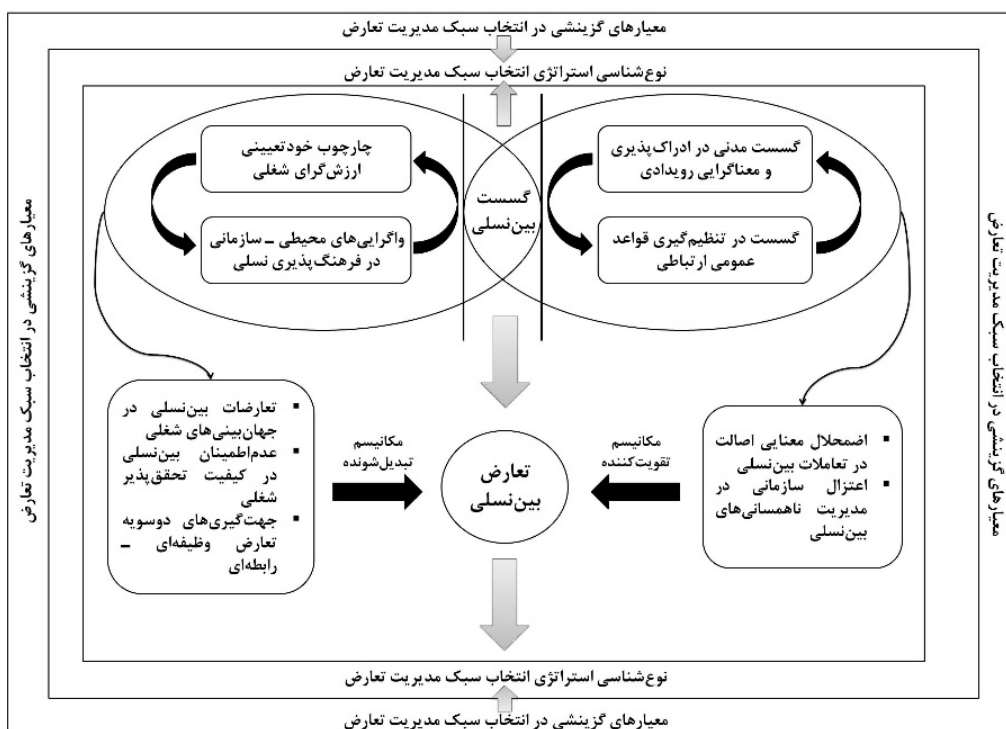 معیارهای گزینشی در انتخاب سبک مدیریت تعارض
نوع‌شناسی استراتژی انتخاب سبک مدیریت تعارض
معیارهای گزینشی در انتخاب سبک مدیریت تعارض
گسست مدنی در ادراک‌پذیری
و معناگرایی رویدادی
گسست در تنظیم‌گیری قواعد
عمومی ارتباطی
گسست
بین‌نسلی
چارچوب خودتعیینی
ارزش‌گرای شغلی
واگرایی‌های محیطی ـ سازمانی
در فرهنگ‌پذیری نسلی
اضمحلال معنایی اصالت
در تعاملات بین‌نسلی
اعتزال سازمانی در
مدیریت ناهمسانی‌های
بین‌نسلی
مکانیسم
تقویت‌کننده
تعارض
بین‌نسلی
مکانیسم
تبدیل‌شونده
تعارضات بین‌نسلی در
جهان‌بینی‌های شغلی
عدم‌اطمینان بین‌نسلی
در کیفیت تحقق‌پذیر
شغلی
جهت‌گیری‌های دوسویه
تعارض وظیفه‌ای ـ
رابطه‌ای
معیارهای گزینشی در انتخاب سبک مدیریت تعارض
نوع‌شناسی استراتژی انتخاب سبک مدیریت تعارض
معیارهای گزینشی در انتخاب سبک مدیریت تعارض